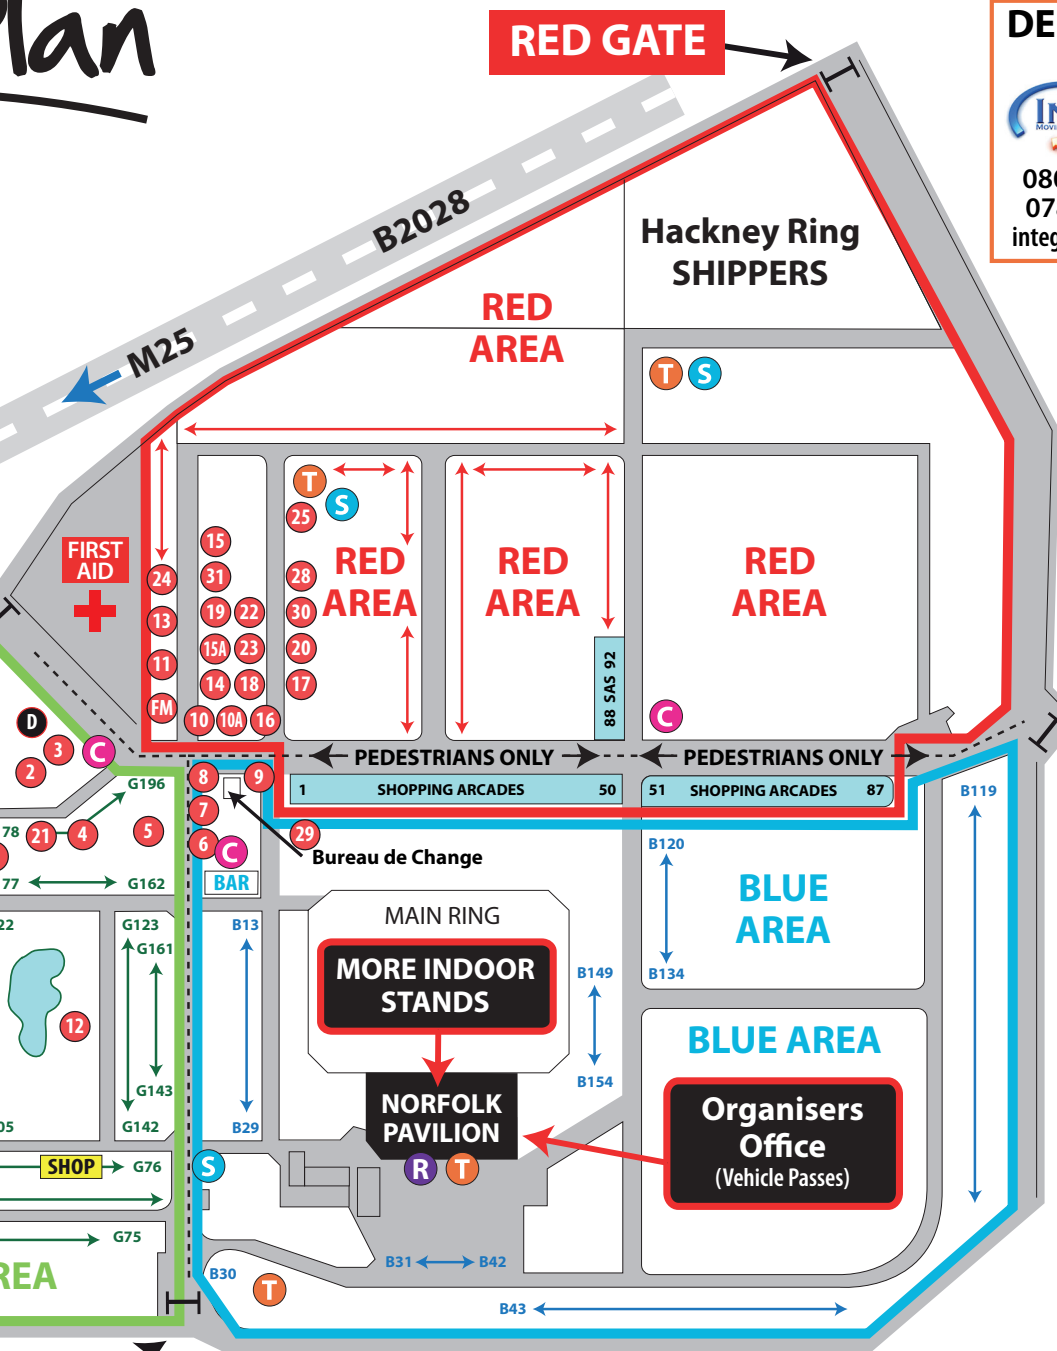 Plan
RED GATE
B2028
M25
Hackney Ring
SHIPPERS
RED
AREA
T S
T
S
25
FIRST
AID
15
31
19 22
15A 23
14 18
10 10A 16
24
13
11
FM
28
30
20
17
RED
AREA
RED
AREA
RED
AREA
88 SAS 92
C
D
3
2
C
PEDESTRIANS ONLY
PEDESTRIANS ONLY
1 SHOPPING ARCADES 50
51 SHOPPING ARCADES 87
8 9
7
6
C
29
Bureau de Change
BAR
G196
78 21 4
5
77 G162
B119
B120
BLUE
AREA
B134
22
G123
G161
B13
MAIN RING
MORE INDOOR
STANDS
B149
B154
12
G143
G142
05
B29
BLUE AREA
NORFOLK
PAVILION
Organisers
Office
(Vehicle Passes)
SHOP G76
S
R T
G75
B31 B42
B30
T
B43